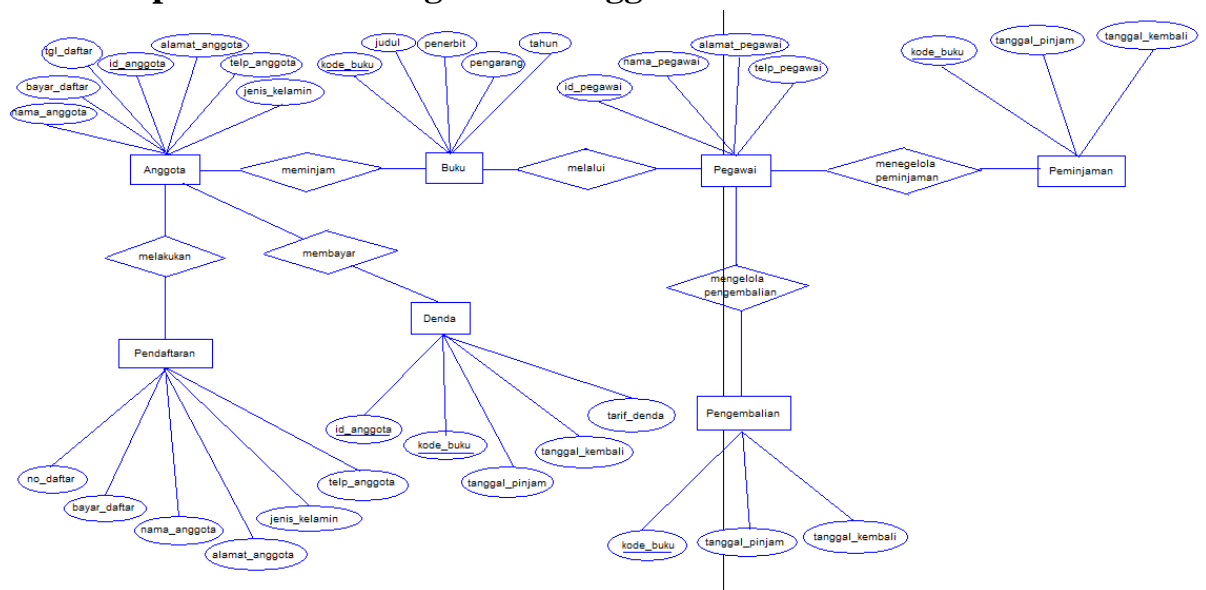 tgl_daftar
alamat_anggota
id_anggota
telp_anggota
bayar_daftar
jenis_kelamin
nama_anggota
judul
penerbit
tahun
kode_buku
pengarang
alamat_pegawai
nama_pegawai
telp_pegawai
id_pegawai
kode_buku
tanggal_pinjam
tanggal_kembali
Anggota
meminjam
Buku
melalui
Pegawai
menegelola
peminjaman
Peminjaman
melakukan
membayar
mengelola
pengembalian
Denda
Pendaftaran
Pengembalian
no_daftar
bayar_daftar
nama_anggota
alamat_anggota
jenis_kelamin
telp_anggota
id_anggota
kode_buku
tanggal_pinjam
tanggal_kembali
tarif_denda
kode_buku
tanggal_pinjam
tanggal_kembali